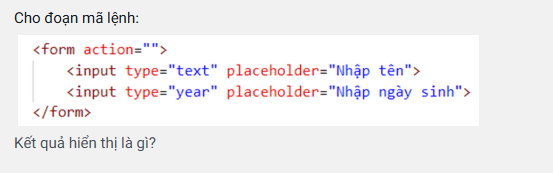 Cho đoạn mã lệnh:
<form action="">
<input type="text" placeholder="Nhập tên">
<input type="year" placeholder="Nhập ngày sinh">
</form>
Kết quả hiển thị là gì?